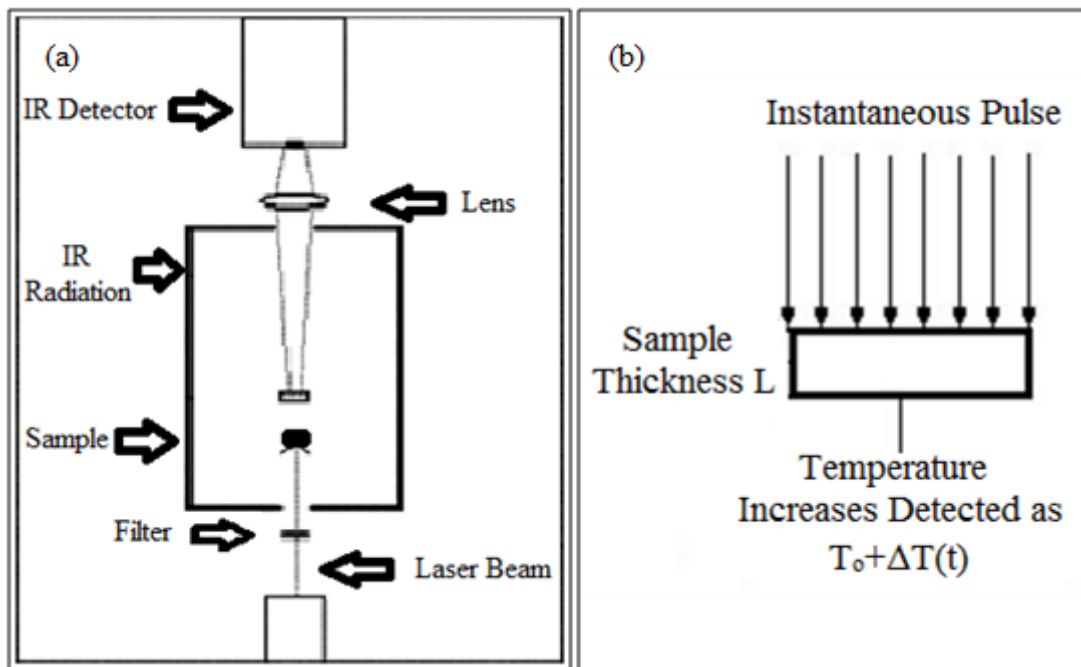 (a)
IR Detector
Lens
IR
Radiation
Sample
Filter
Laser Beam
(b)
Instantaneous Pulse
Sample
Thickness L
Temperature
Increases Detected as
Tₒ+ΔT(t)